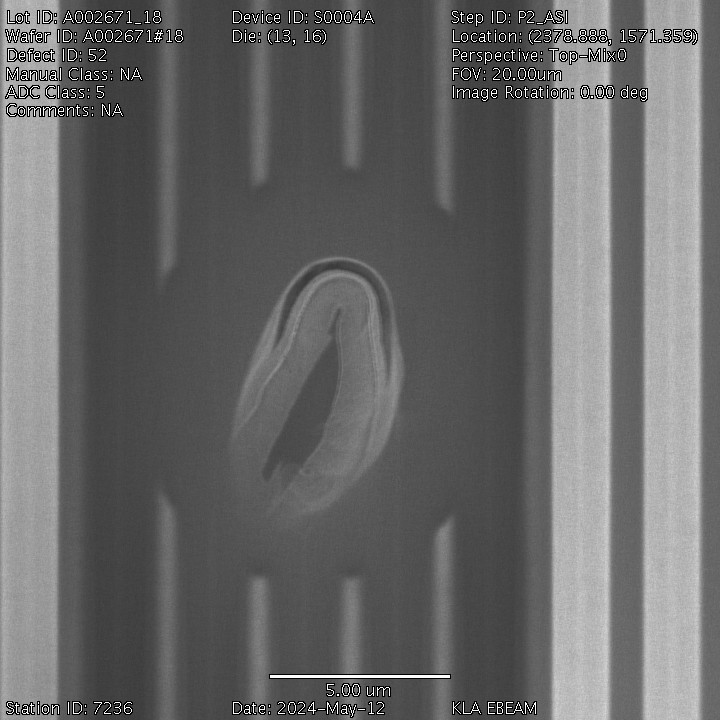 Lot ID: A002671_18
Wafer ID: A002671#18
Defect ID: 52
Manual Class: NA
ADC Class: 5
Comments: NA
Device ID: S0004A
Die: (13, 16)
Step ID: P2_ASI
Location: (2378.888, 1571.359)
Perspective: Top-Mix0
FOV: 20.00um
Image Rotation: 0.00 deg
5.00 um
Station ID: 7236
Date: 2024-May-12
KLA EBEAM